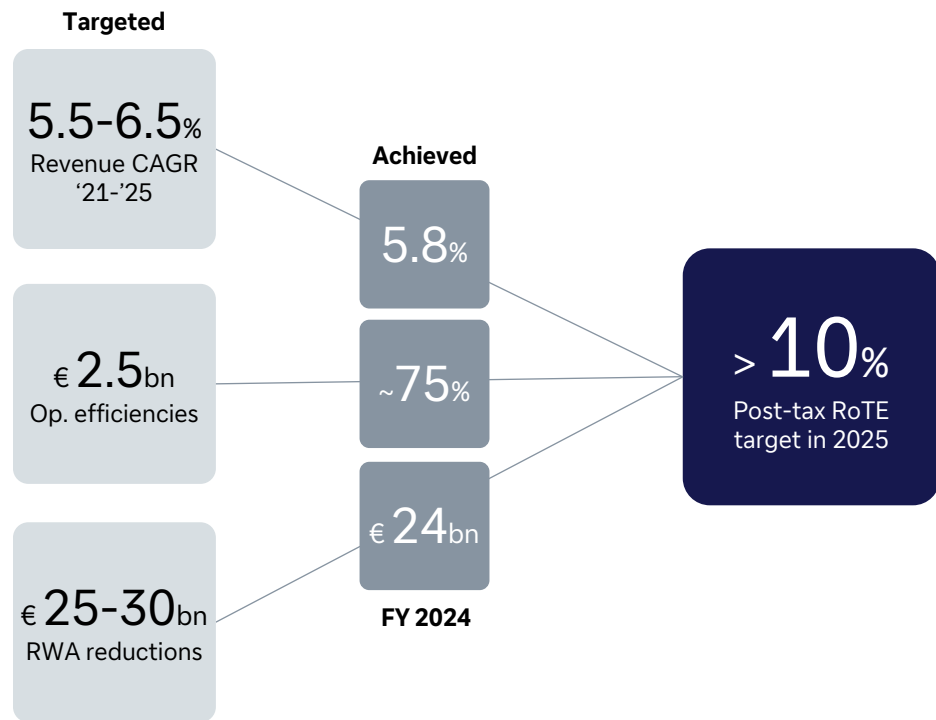 Targeted
5.5-6.5%
Revenue CAGR
‘21-’25
€ 2.5bn
Op. efficiencies
€ 25-30bn
RWA reductions
Achieved
5.8%
~75%
€ 24bn
FY 2024
> 10%
Post-tax RoTE
target in 2025